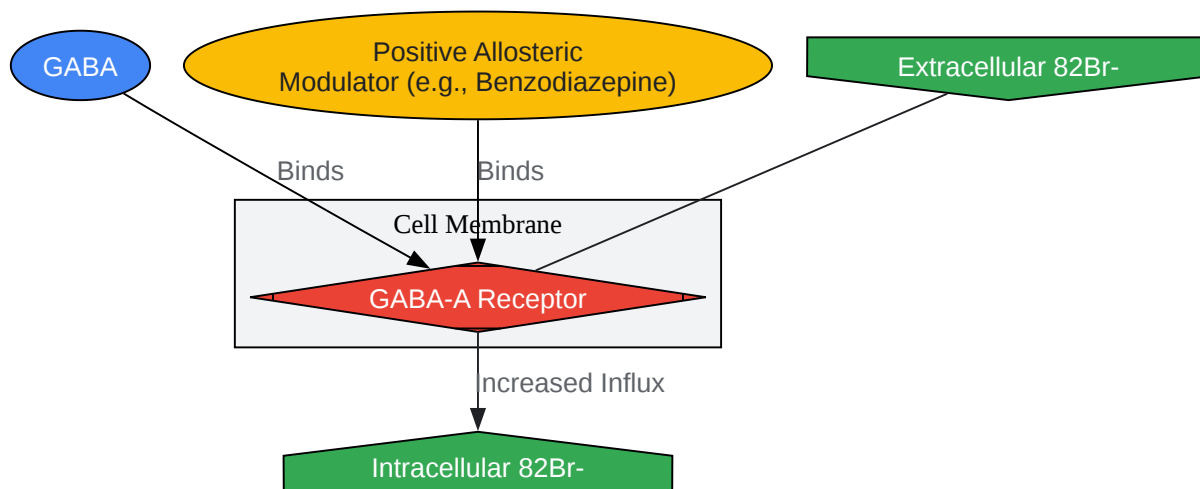 GABA
Positive Allosteric
Modulator (e.g., Benzodiazepine)
Extracellular 82Br-
Binds
Binds
Cell Membrane
GABA-A Receptor
Increased Influx
Intracellular 82Br-